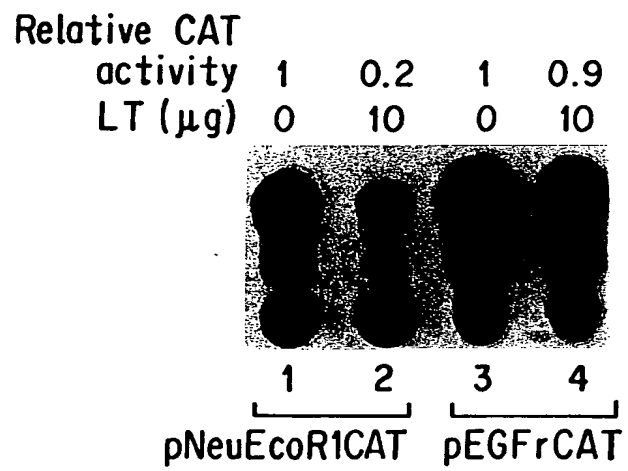 Relative CAT
activity 1 0.2 1 0.9
LT (μg) 0 10 0 10
1 2 3 4
pNeuEcoR1CAT pEGFrCAT